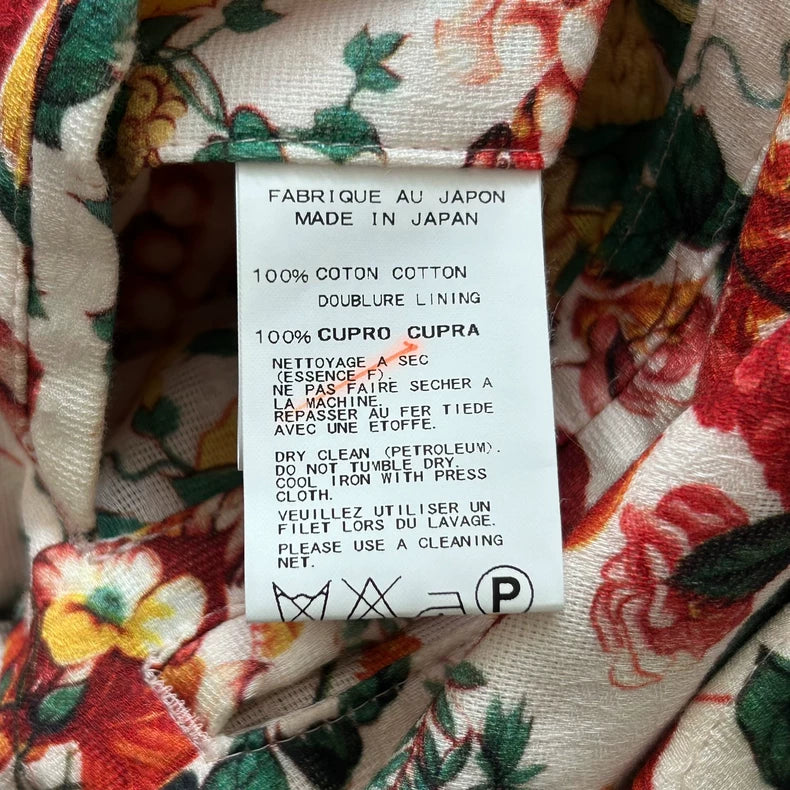 FABRIQUE AU JAPON
MADE IN JAPAN
100% COTON COTTON
DOUBLURE LINING
100% CUPRO CUPRA
NETTOYAGE A SEC
(ESSENCE F).
NE PAS FAIRE SECHER A
LA MACHINE.
REPASSER AU FER TIEDE
AVEC UNE ETOFFE.
DRY CLEAN (PETROLEUM).
DO NOT TUMBLE DRY.
COOL IRON WITH PRESS
CLOTH.
VEUILLEZ UTILISER UN
FILET LORS DU LAVAGE.
PLEASE USE A CLEANING
NET.
P